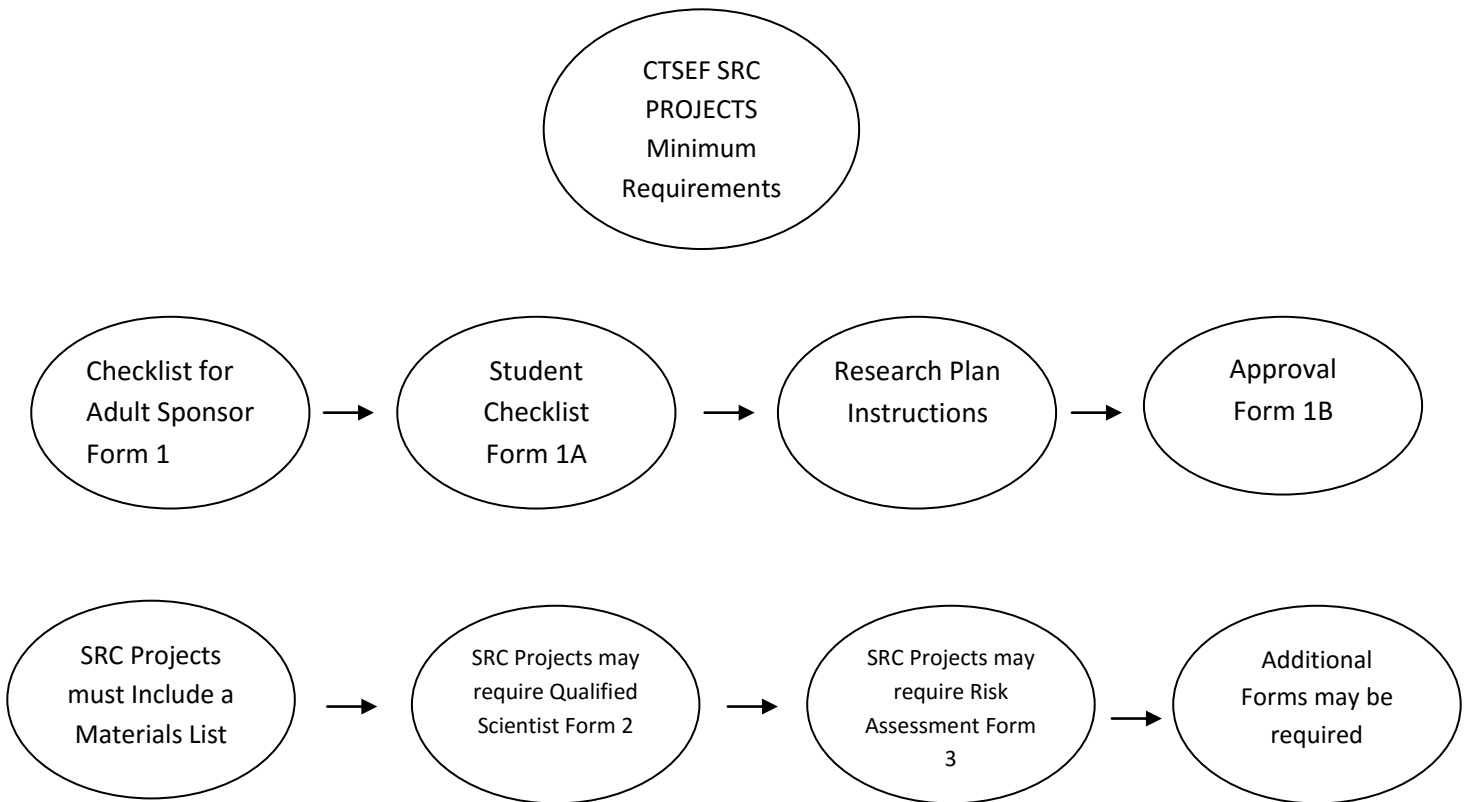 CTSEF SRC
PROJECTS
Minimum
Requirements
Checklist for
Adult Sponsor
Form 1
Student
Checklist
Form 1A
Research Plan
Instructions
Approval
Form 1B
SRC Projects
must Include a
Materials List
SRC Projects may
require Qualified
Scientist Form 2
SRC Projects may
require Risk
Assessment Form
3
Additional
Forms may be
required